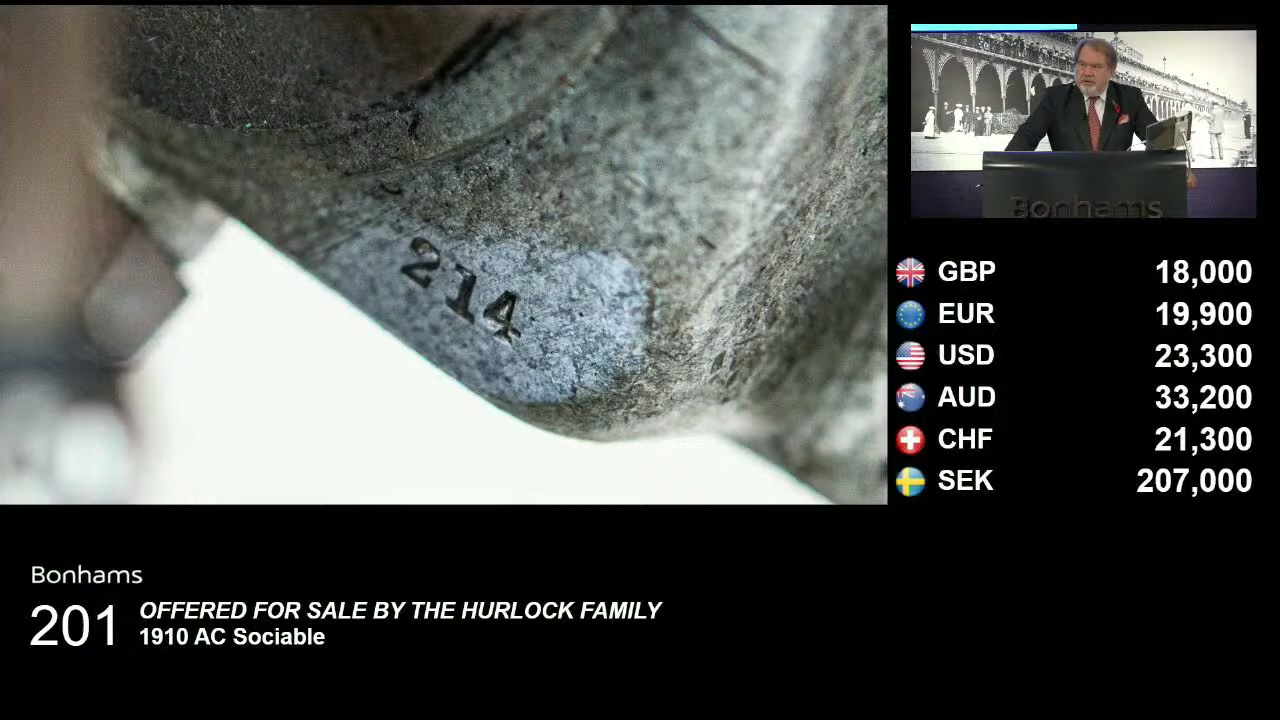 214
Bonhams
GBP 18,000
EUR 19,900
USD 23,300
AUD 33,200
CHF 21,300
SEK 207,000
Bonhams
201
OFFERED FOR SALE BY THE HURLOCK FAMILY
1910 AC Sociable